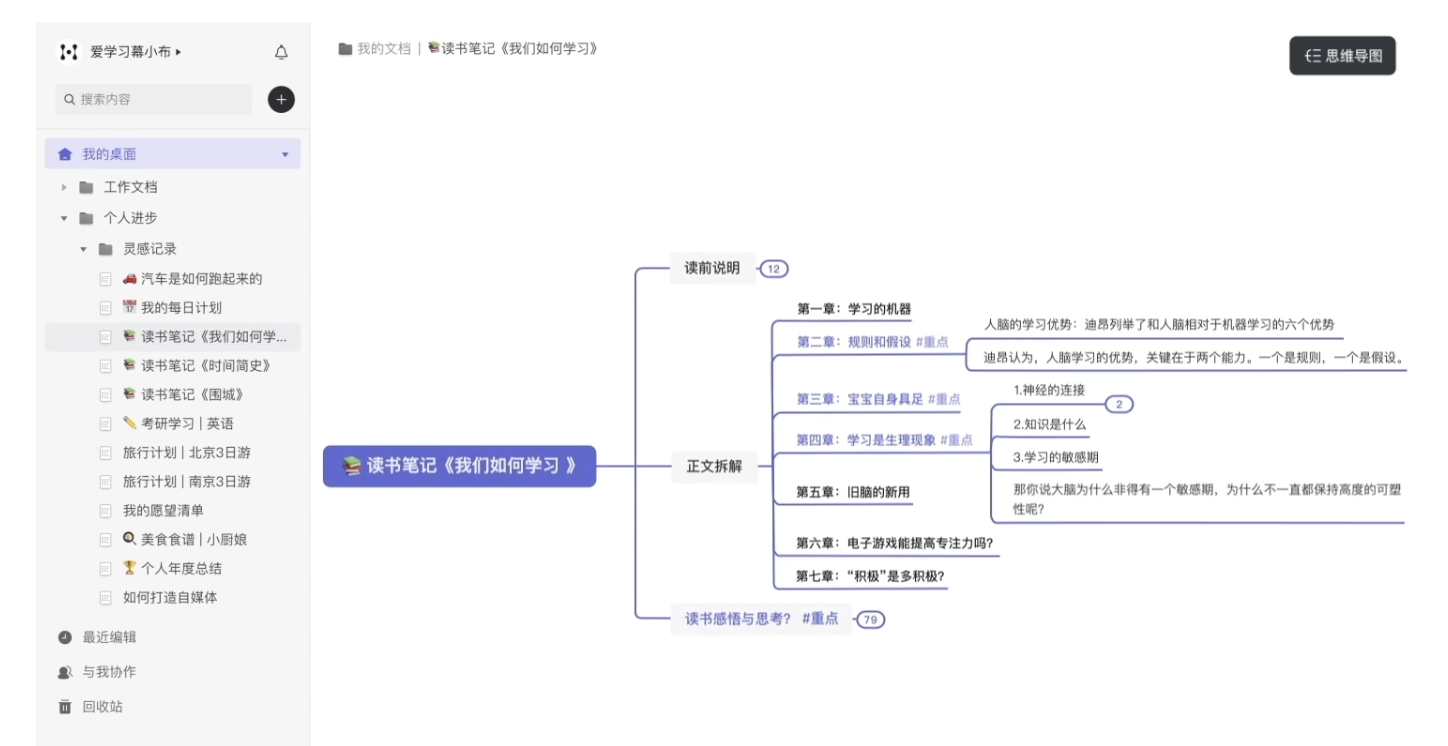 爱学习幕小布
搜索内容
我的桌面
工作文档
个人进步
灵感记录
汽车是如何跑起来的
17 我的每日计划
读书笔记《我们如何学...
读书笔记《时间简史》
读书笔记《围城》
考研学习 | 英语
旅行计划 | 北京3日游
旅行计划 | 南京3日游
我的愿望清单
美食食谱 | 小厨娘
个人年度总结
如何打造自媒体
最近编辑
与我协作
回收站
我的文档 | 读书笔记《我们如何学习》
思维导图
读书笔记《我们如何学习 》
读前说明 12
正文拆解
第一章：学习的机器
第二章：规则和假设 #重点
人脑的学习优势：迪昂列举了和人脑相对于机器学习的六个优势
迪昂认为，人脑学习的优势，关键在于两个能力。一个是规则，一个是假设。
第三章：宝宝自身具足 #重点
第四章：学习是生理现象 #重点
1.神经的连接 2
2.知识是什么
3.学习的敏感期
那你说大脑为什么非得有一个敏感期，为什么不一直都保持高度的可塑
性呢?
第五章：旧脑的新用
第六章：电子游戏能提高专注力吗?
第七章：“积极”是多积极?
读书感悟与思考? #重点 79